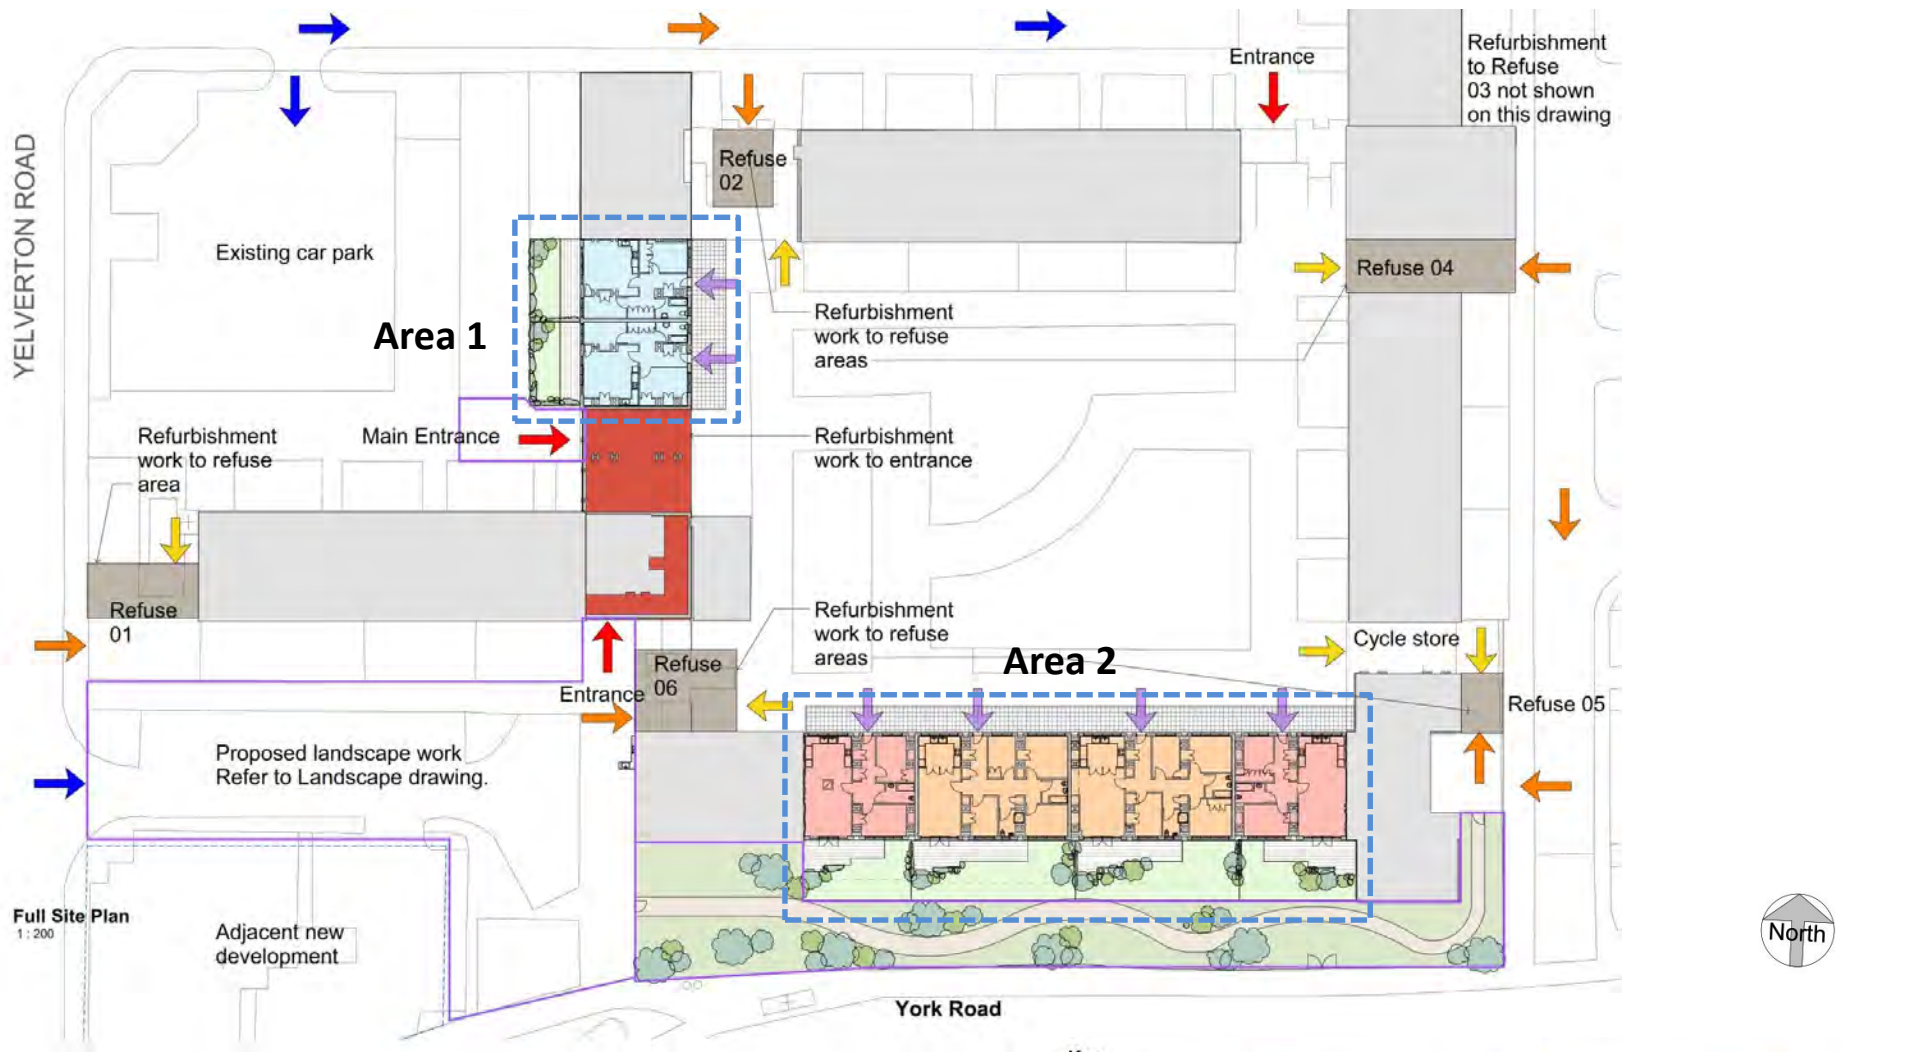 Entrance
Refurbishment
to Refuse
03 not shown
on this drawing
YELVERTON ROAD
Refuse
02
Existing car park
Refuse 04
Area 1
Refurbishment
work to refuse
areas
Main Entrance
Refurbishment
work to entrance
Refurbishment
work to refuse
area
Refuse
01
Refurbishment
work to refuse
areas
Cycle store
Area 2
Refuse
06
Entrance
Refuse 05
Proposed landscape work
Refer to Landscape drawing.
Full Site Plan
1 : 200
Adjacent new
development
North
York Road